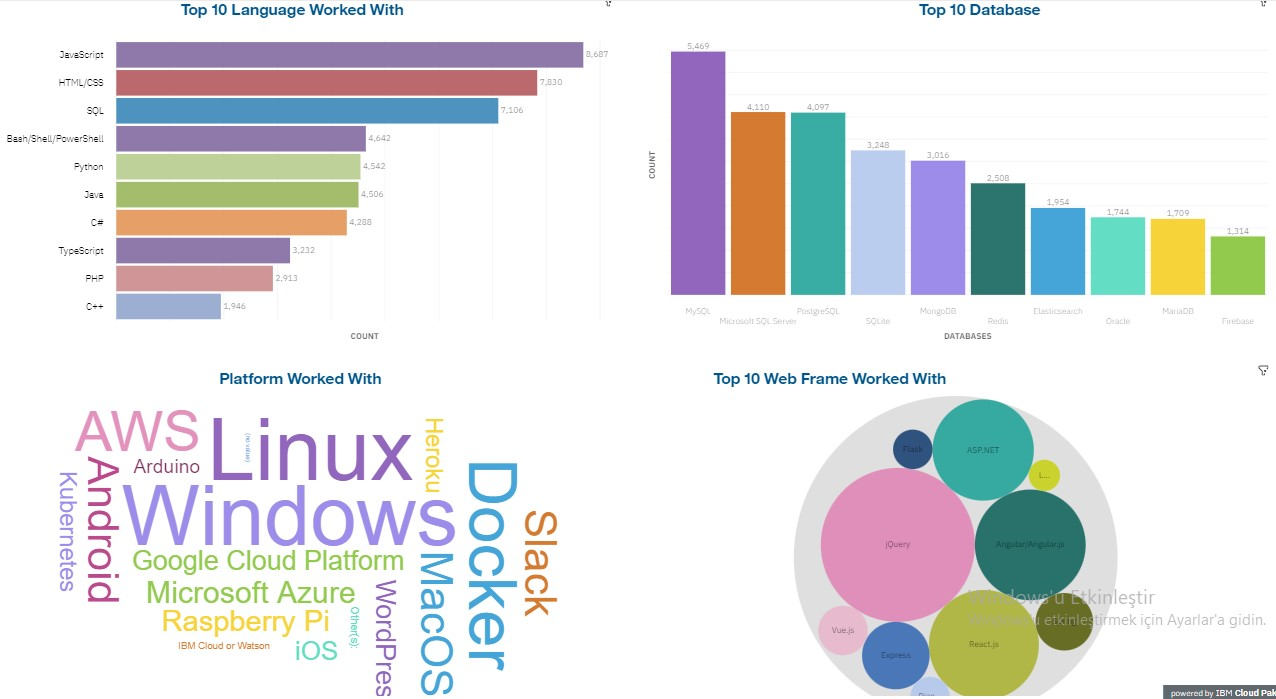 Top 10 Language Worked With
JavaScript 8,687
HTML/CSS 7,830
SQL 7,106
Bash/Shell/PowerShell 4,642
Python 4,542
Java 4,506
C# 4,288
TypeScript 3,232
PHP 2,913
C++ 1,946
COUNT
Top 10 Database
COUNT
5,469
4,110
4,097
3,248
3,016
2,508
1,954
1,744
1,709
1,314
MySQL
Microsoft SQL Server
PostgreSQL
SQLite
MongoDB
Redis
Elasticsearch
Oracle
MariaDB
Firebase
DATABASES
Platform Worked With
AWS
Linux
(no value)
Heroku
Arduino
Kubernetes
Android
Windows
Docker
Slack
Google Cloud Platform
Microsoft Azure
MacOS
WordPres
Raspberry Pi
Other(s):
IBM Cloud or Watson
iOS
Top 10 Web Frame Worked With
Flask
ASP.NET
L...
jQuery
Angular/Angular.js
Vue.js
Express
React.js
Windows'u Etkinleştir
etkinleştirmek için Ayarlar'a gidin.
powered by IBM Cloud Pak